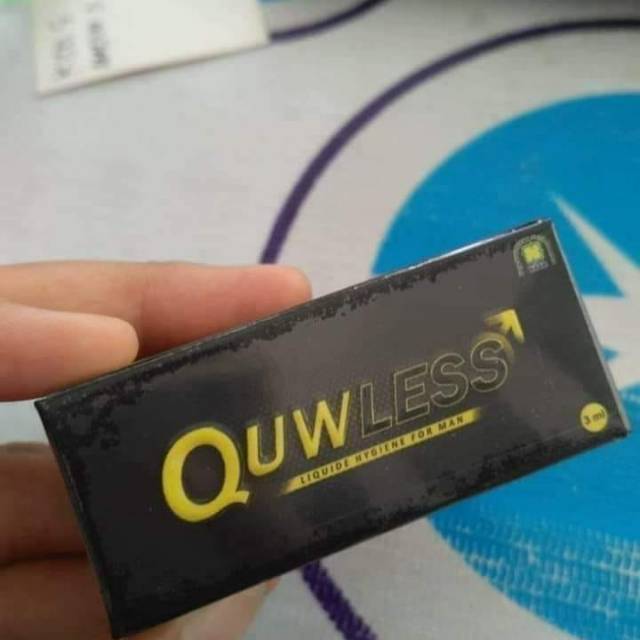 QUWLESS
LIQUIDE HYGIENE FOR MAN
3 ml